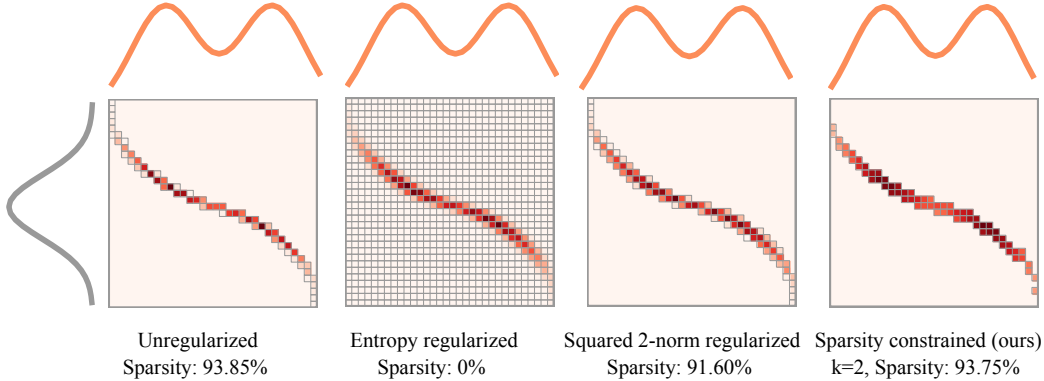 Unregularized
Sparsity: 93.85%
Entropy regularized
Sparsity: 0%
Squared 2-norm regularized
Sparsity: 91.60%
Sparsity constrained (ours)
k=2, Sparsity: 93.75%